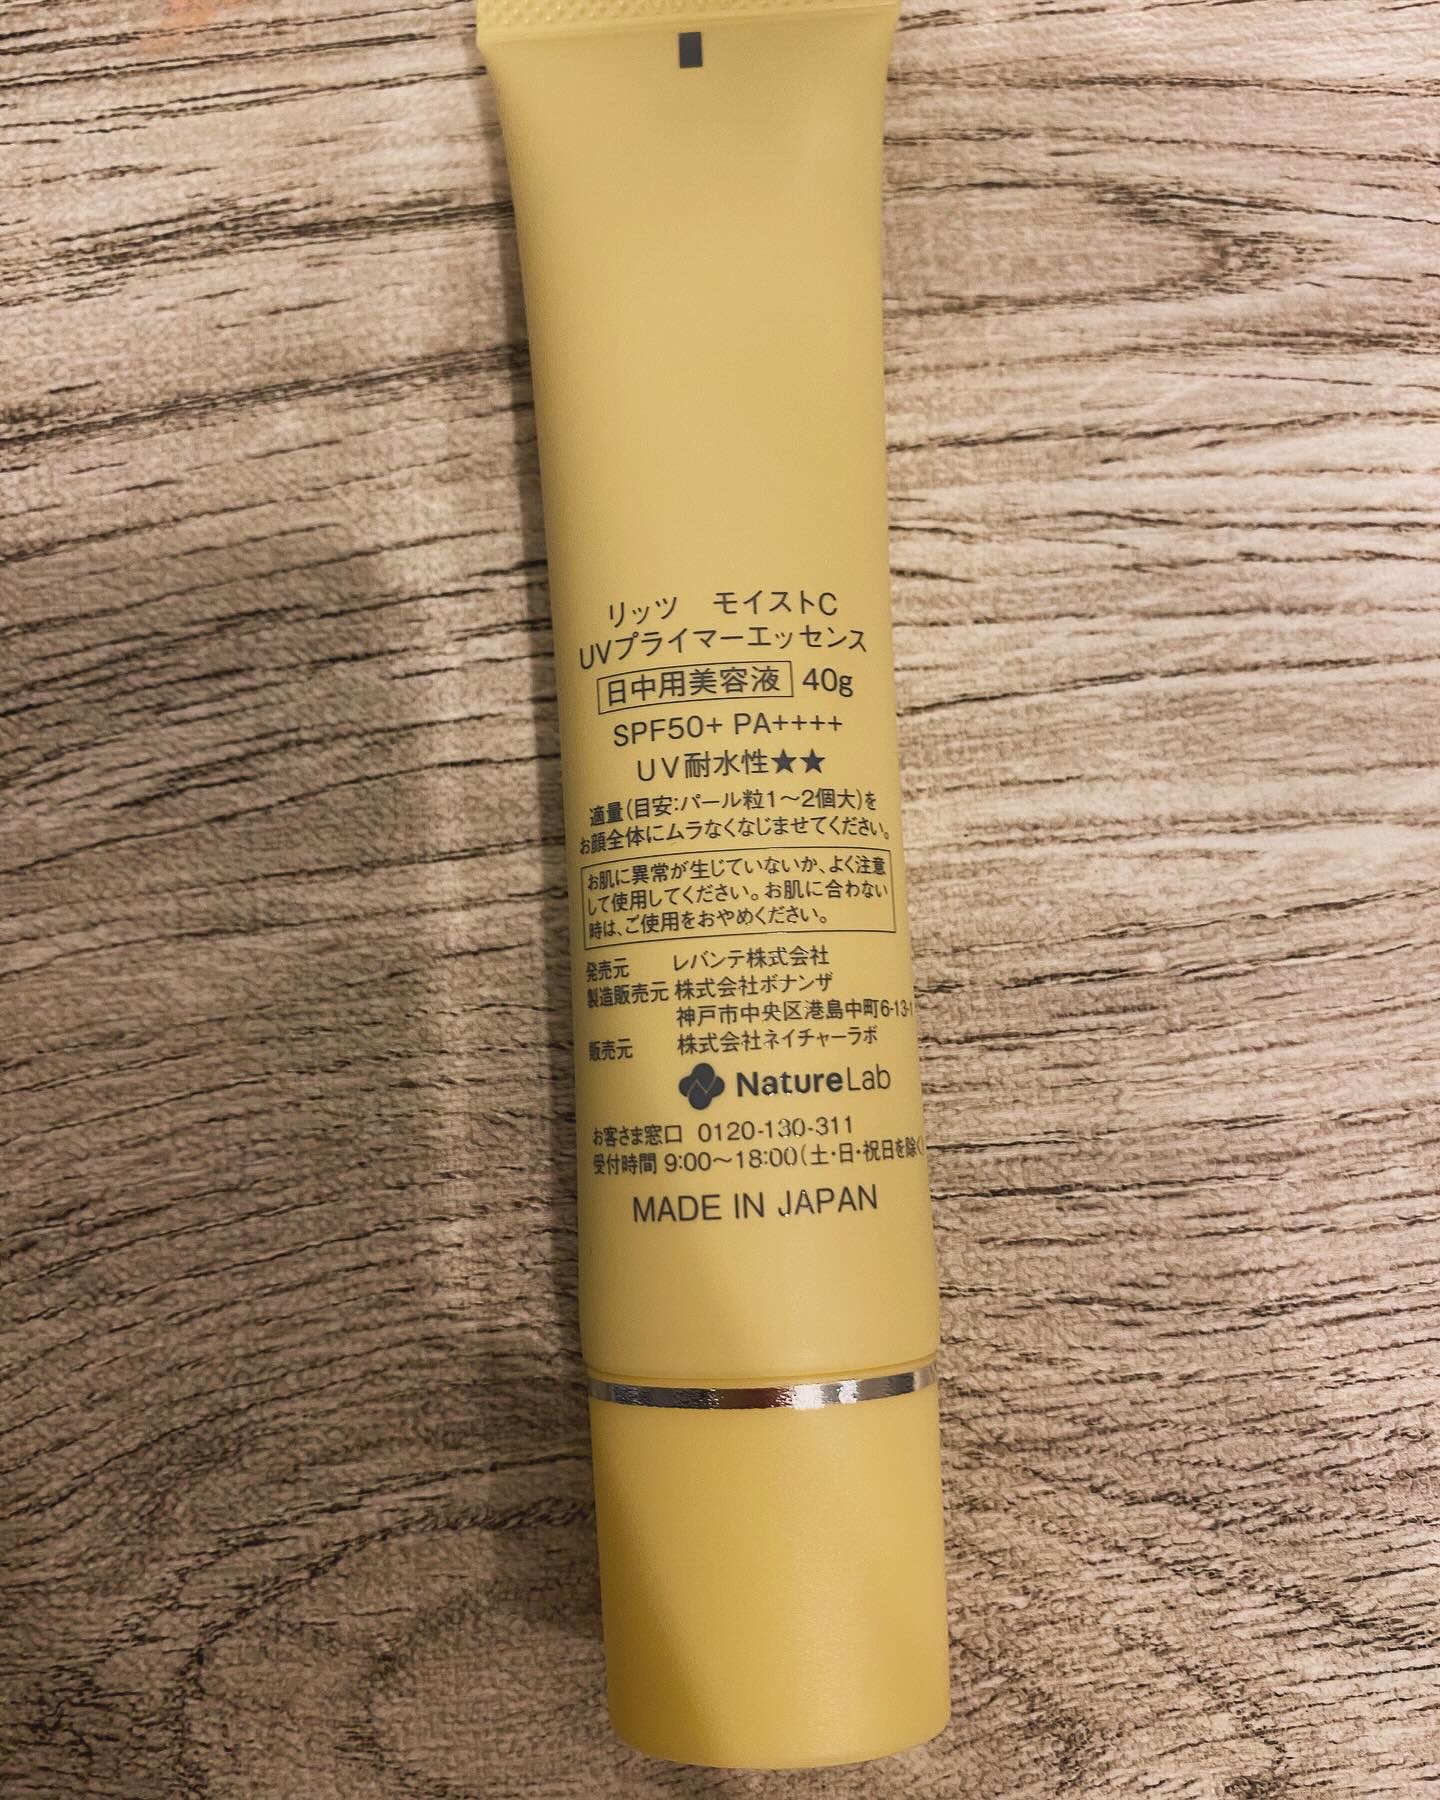 リッツ　モイストC
UVプライマーエッセンス
日中用美容液 40g
SPF50+ PA++++
UV耐水性★★
適量(目安:パール粒1〜2個大)を
お顔全体にムラなくなじませてください。
お肌に異常が生じていないか、よく注意
して使用してください。お肌に合わない
時は、ご使用をおやめください。
発売元 レバンテ株式会社
製造販売元 株式会社ボナンザ
神戸市中央区港島中町6-13-1
販売元 株式会社ネイチャーラボ
NatureLab
お客さま窓口 0120-130-311
受付時間 9:00〜18:00(土・日・祝日を除く)
MADE IN JAPAN